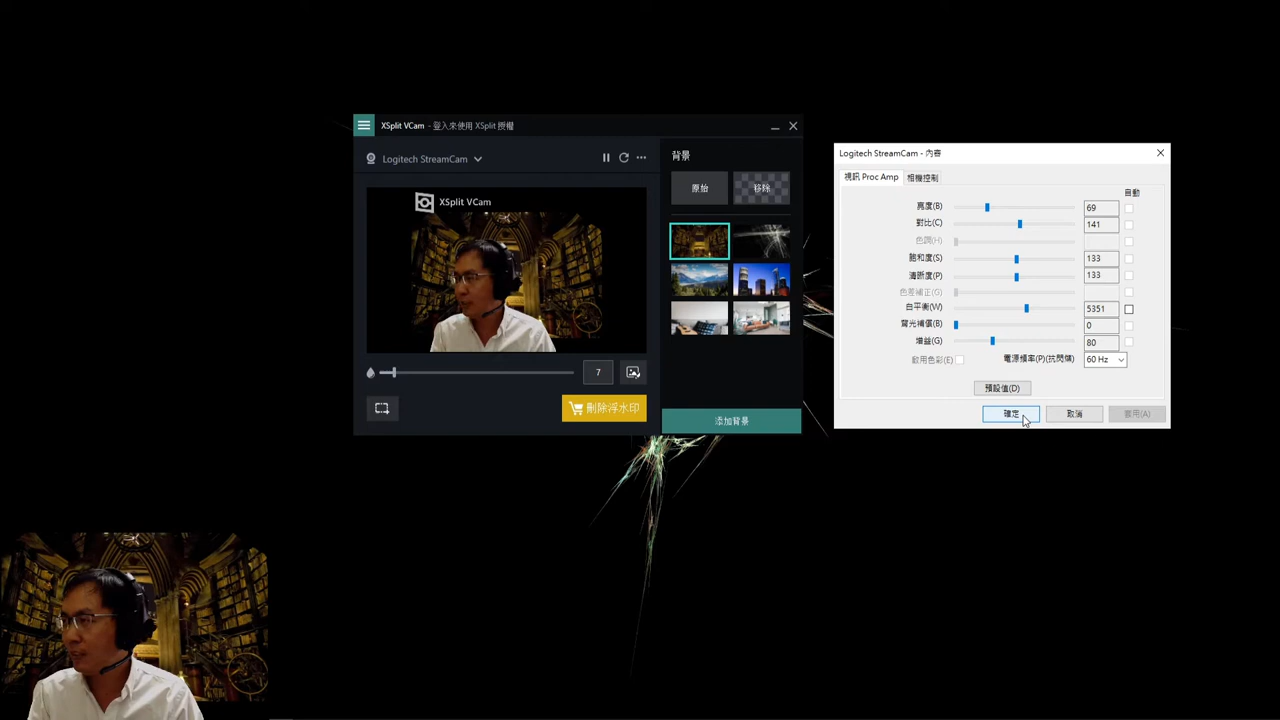 XSplit VCam - 登入來使用 XSplit 授權
Logitech StreamCam
XSplit VCam
7
刪除浮水印
背景
原始
移除
添加背景
Logitech StreamCam - 內容
視訊 Proc Amp
相機控制
自動
亮度(B)
69
對比(C)
141
色調(H)
飽和度(S)
133
清晰度(P)
133
色差補正(G)
白平衡(W)
5351
背光補償(B)
0
增益(G)
80
啟用色彩(E)
電源頻率(P)(抗閃爍)
60 Hz
預設值(D)
確定
取消
套用(A)